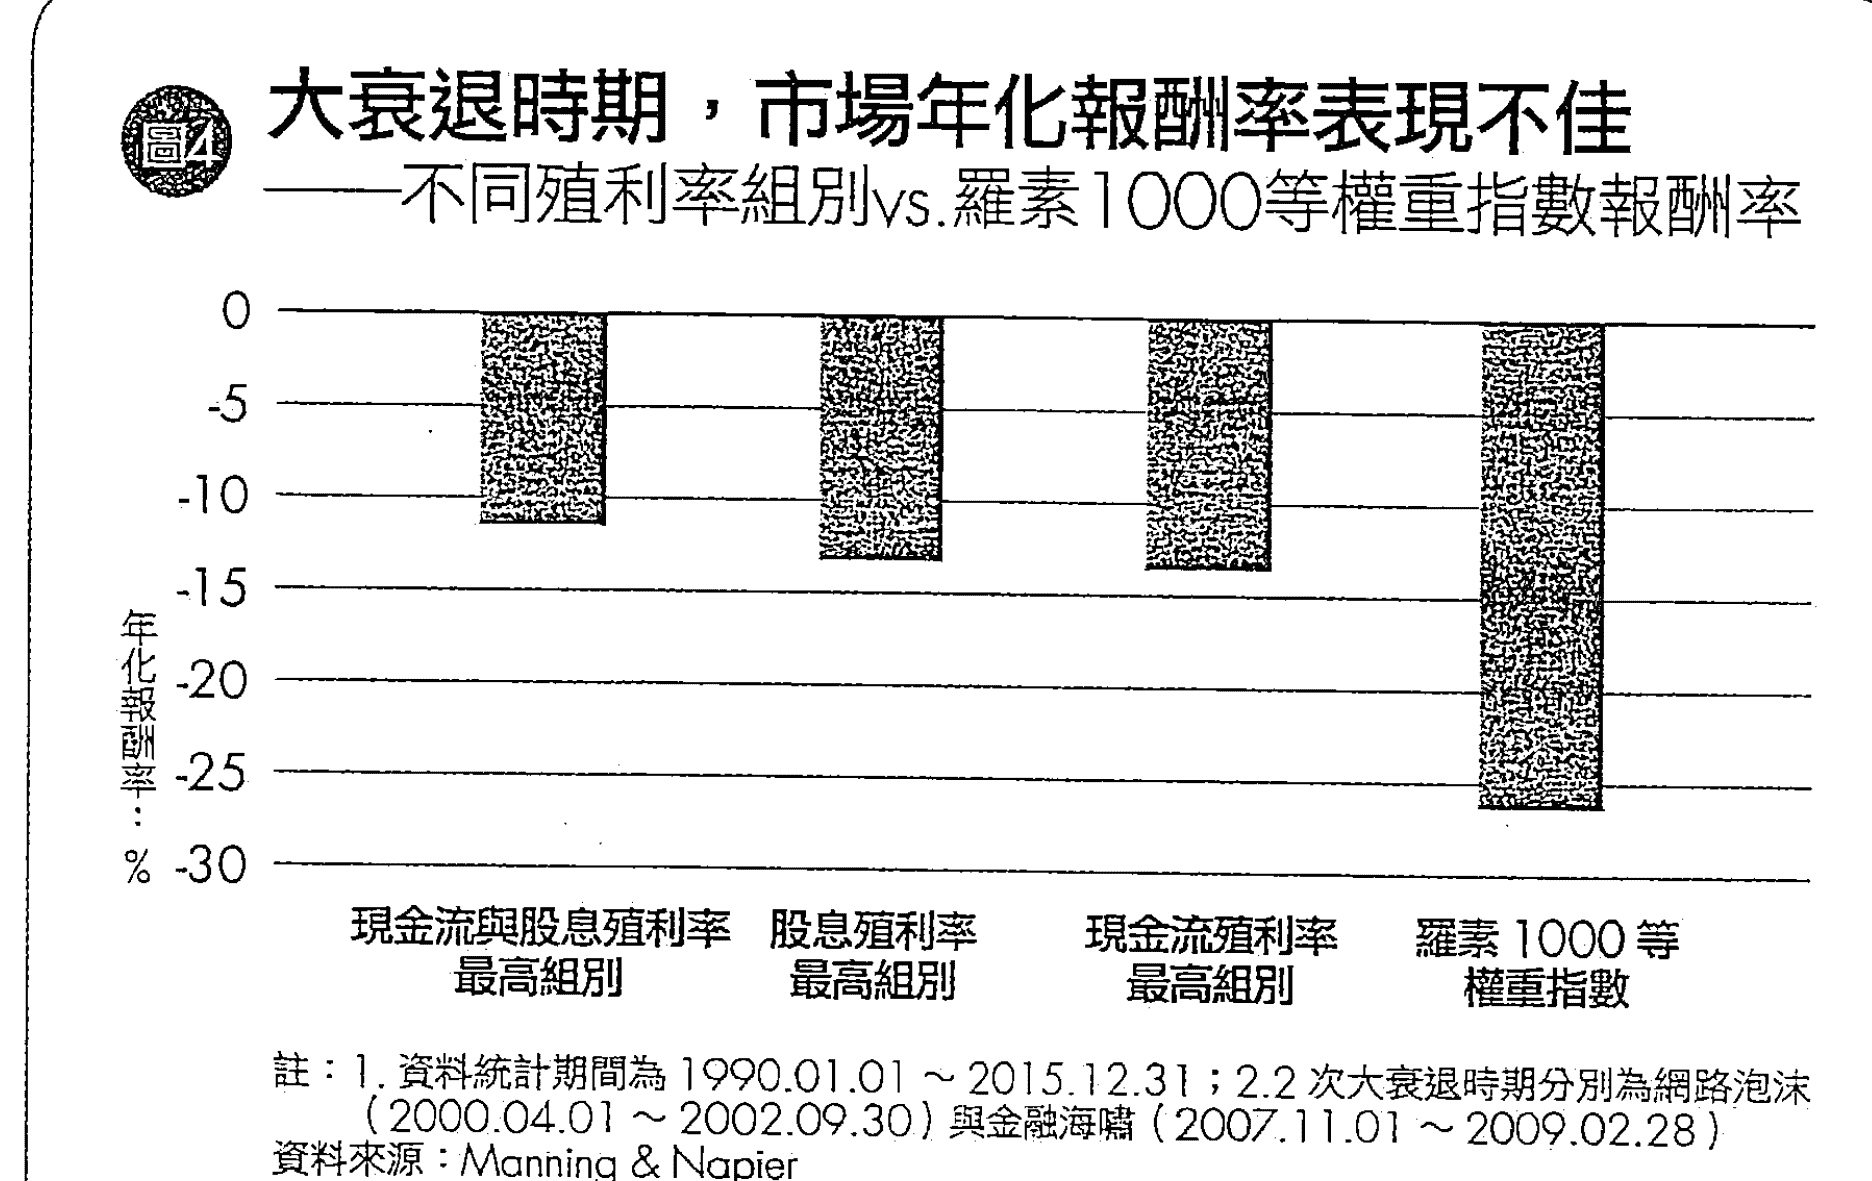 圖4
大衰退時期，市場年化報酬率表現不佳
──不同殖利率組別vs.羅素1000等權重指數報酬率
0
-5
-10
-15
-20
-25
-30
年化報酬率：%
現金流與股息殖利率
最高組別
股息殖利率
最高組別
現金流殖利率
最高組別
羅素1000等
權重指數
註：1. 資料統計期間為 1990.01.01～2015.12.31；2.2 次大衰退時期分別為網路泡沫
（2000.04.01～2002.09.30）與金融海嘯（2007.11.01～2009.02.28）
資料來源：Manning & Napier